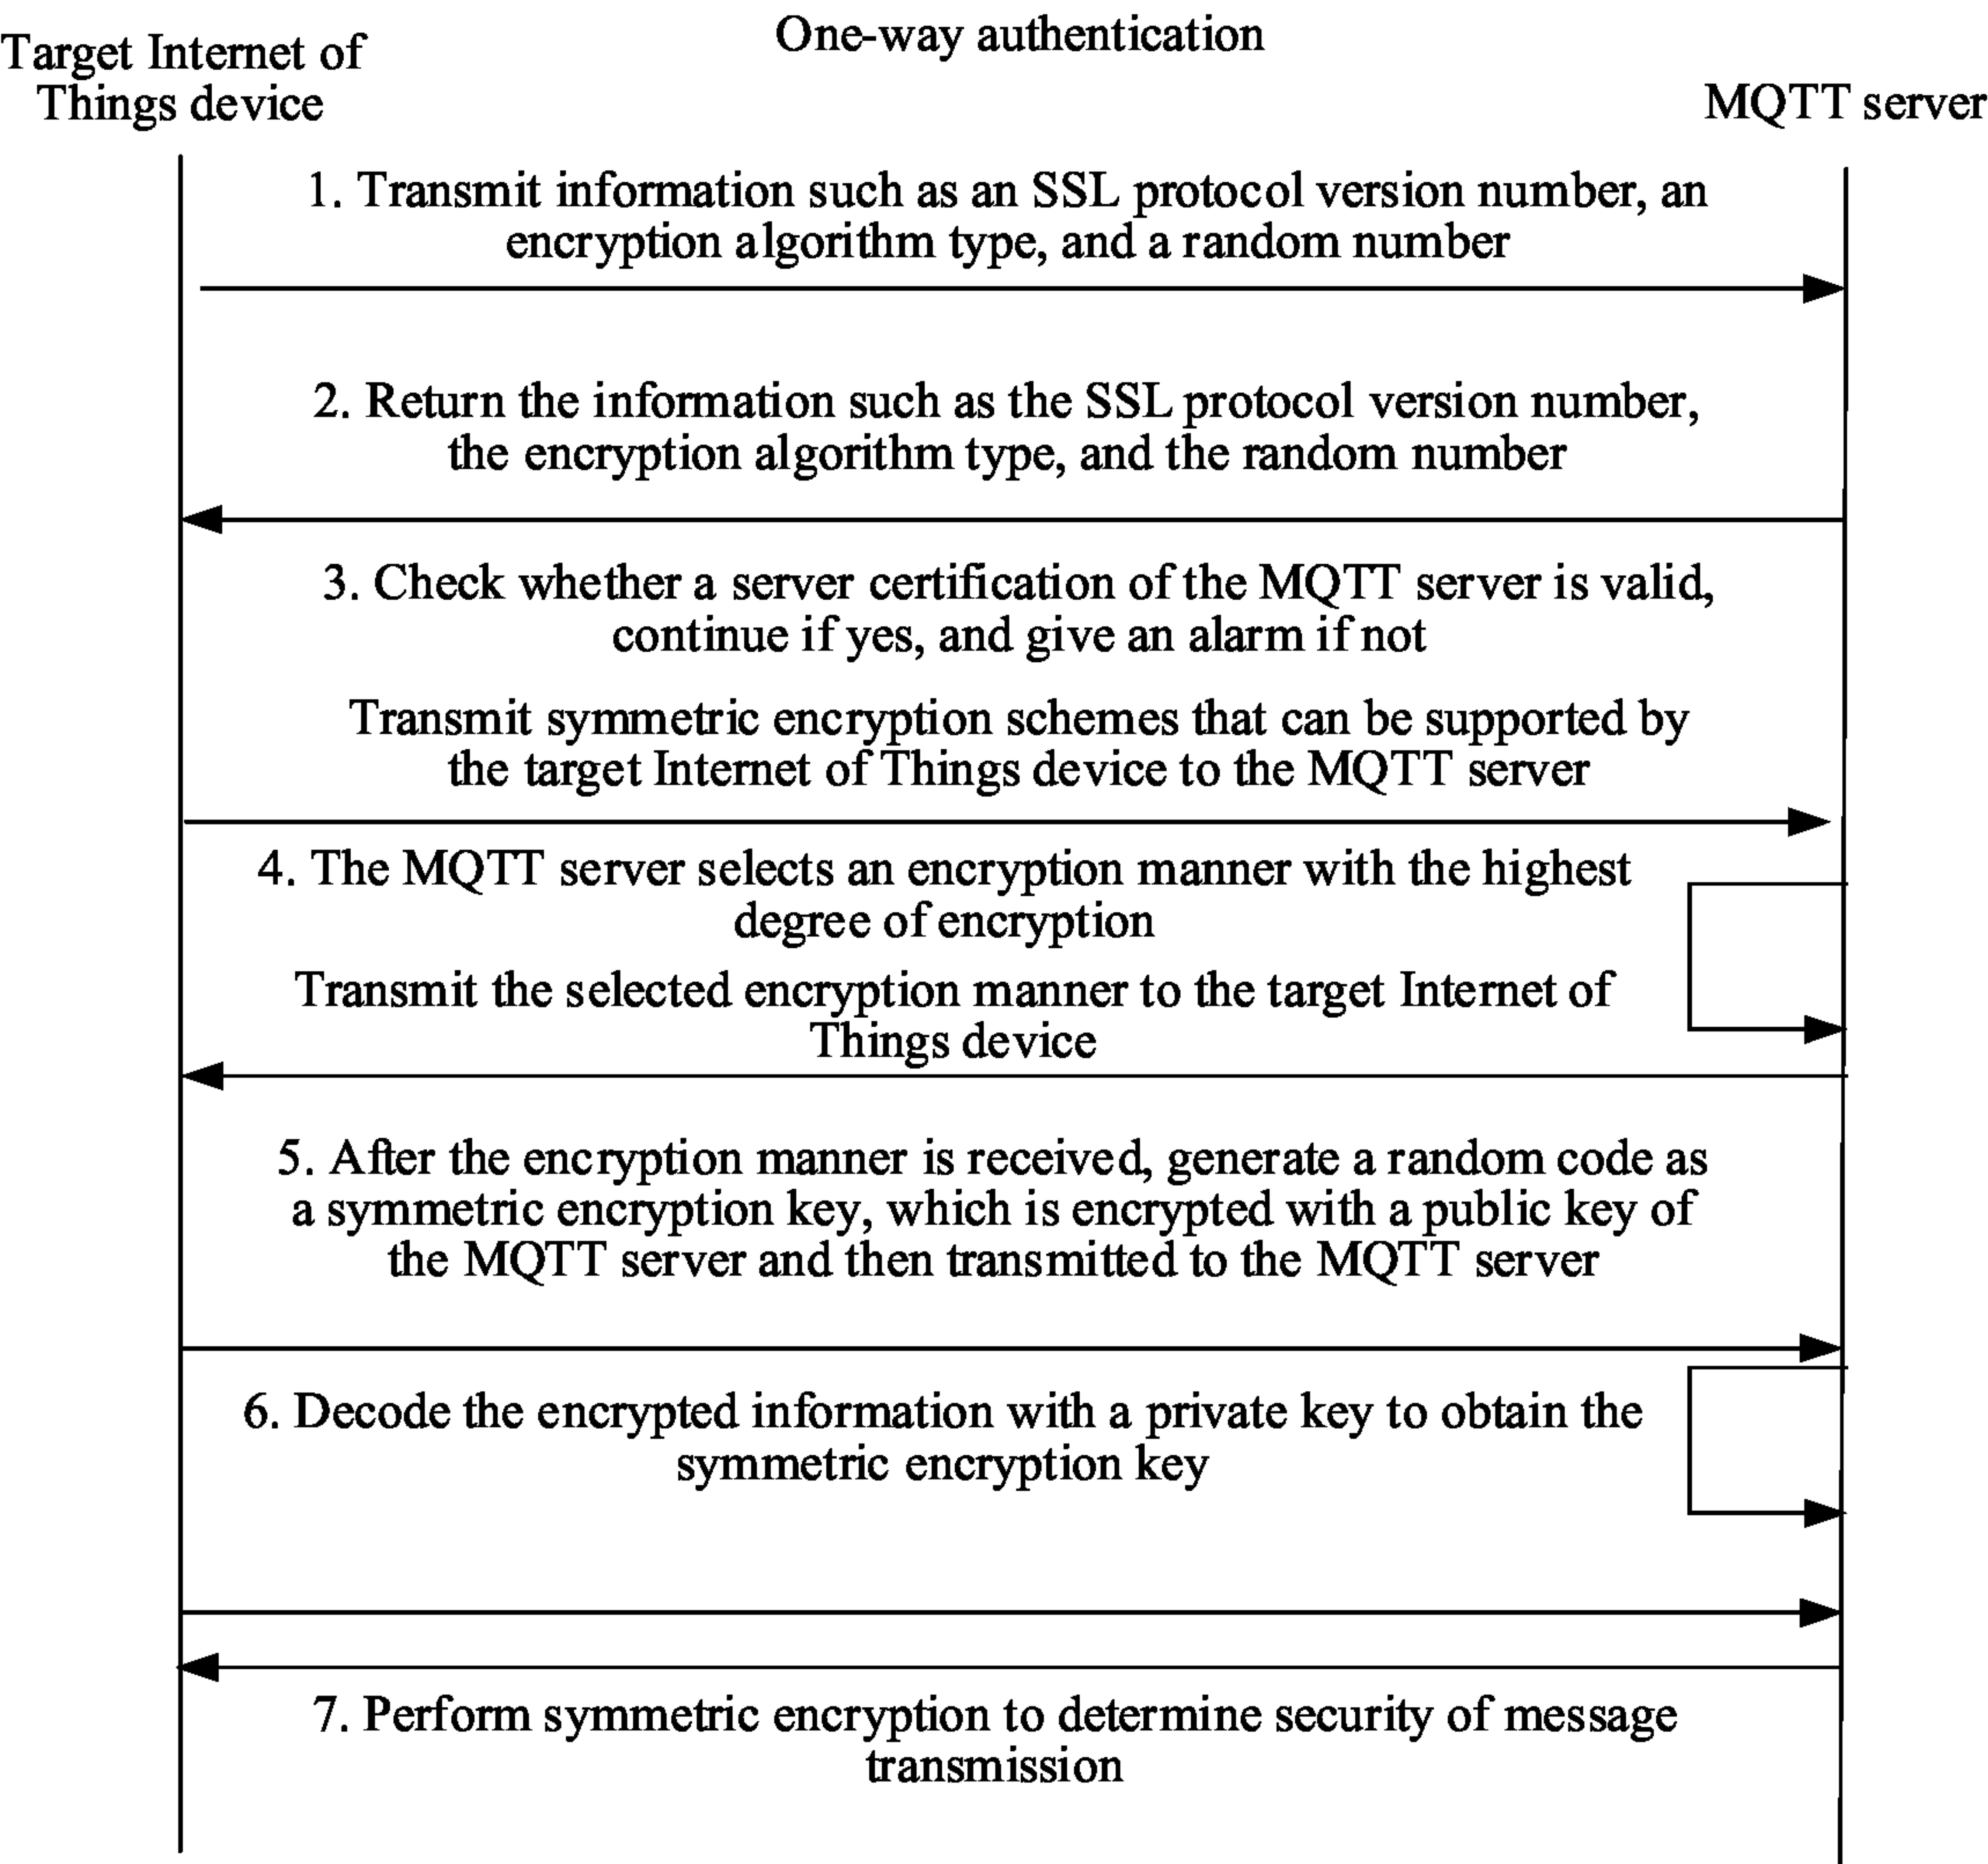 One-way authentication
Target Internet of
Things device
MQTT server
1. Transmit information such as an SSL protocol version number, an
encryption algorithm type, and a random number
2. Return the information such as the SSL protocol version number,
the encryption algorithm type, and the random number
3. Check whether a server certification of the MQTT server is valid,
continue if yes, and give an alarm if not
Transmit symmetric encryption schemes that can be supported by
the target Internet of Things device to the MQTT server
4. The MQTT server selects an encryption manner with the highest
degree of encryption
Transmit the selected encryption manner to the target Internet of
Things device
5. After the encryption manner is received, generate a random code as
a symmetric encryption key, which is encrypted with a public key of
the MQTT server and then transmitted to the MQTT server
6. Decode the encrypted information with a private key to obtain the
symmetric encryption key
7. Perform symmetric encryption to determine security of message
transmission